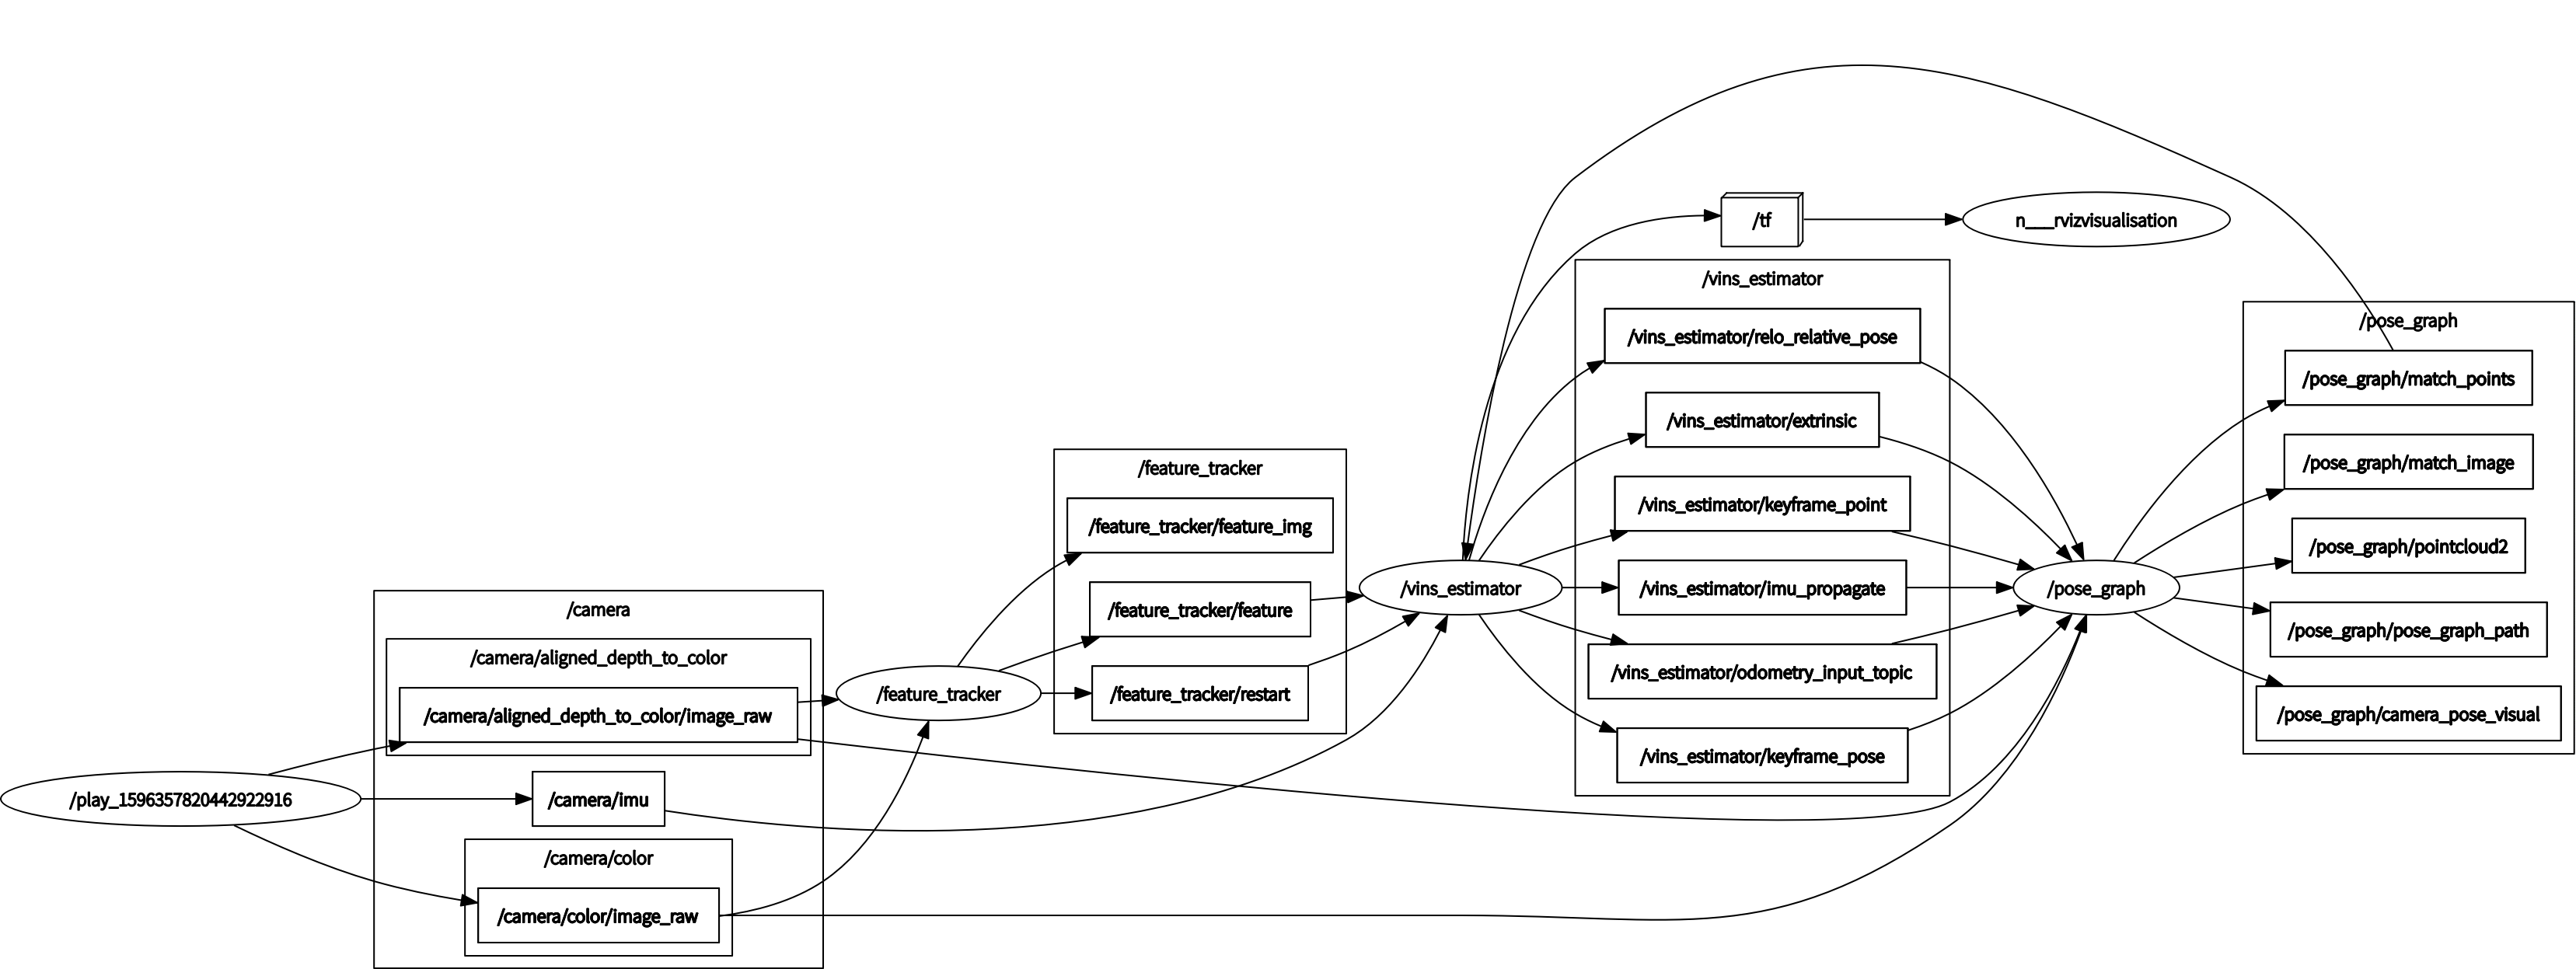 /play_1596357820442922916
/camera
/camera/aligned_depth_to_color
/camera/aligned_depth_to_color/image_raw
/camera/imu
/camera/color
/camera/color/image_raw
/feature_tracker
/feature_tracker
/feature_tracker/feature_img
/feature_tracker/feature
/feature_tracker/restart
/vins_estimator
/tf
n___rvizvisualisation
/vins_estimator
/vins_estimator/relo_relative_pose
/vins_estimator/extrinsic
/vins_estimator/keyframe_point
/vins_estimator/imu_propagate
/vins_estimator/odometry_input_topic
/vins_estimator/keyframe_pose
/pose_graph
/pose_graph
/pose_graph/match_points
/pose_graph/match_image
/pose_graph/pointcloud2
/pose_graph/pose_graph_path
/pose_graph/camera_pose_visual